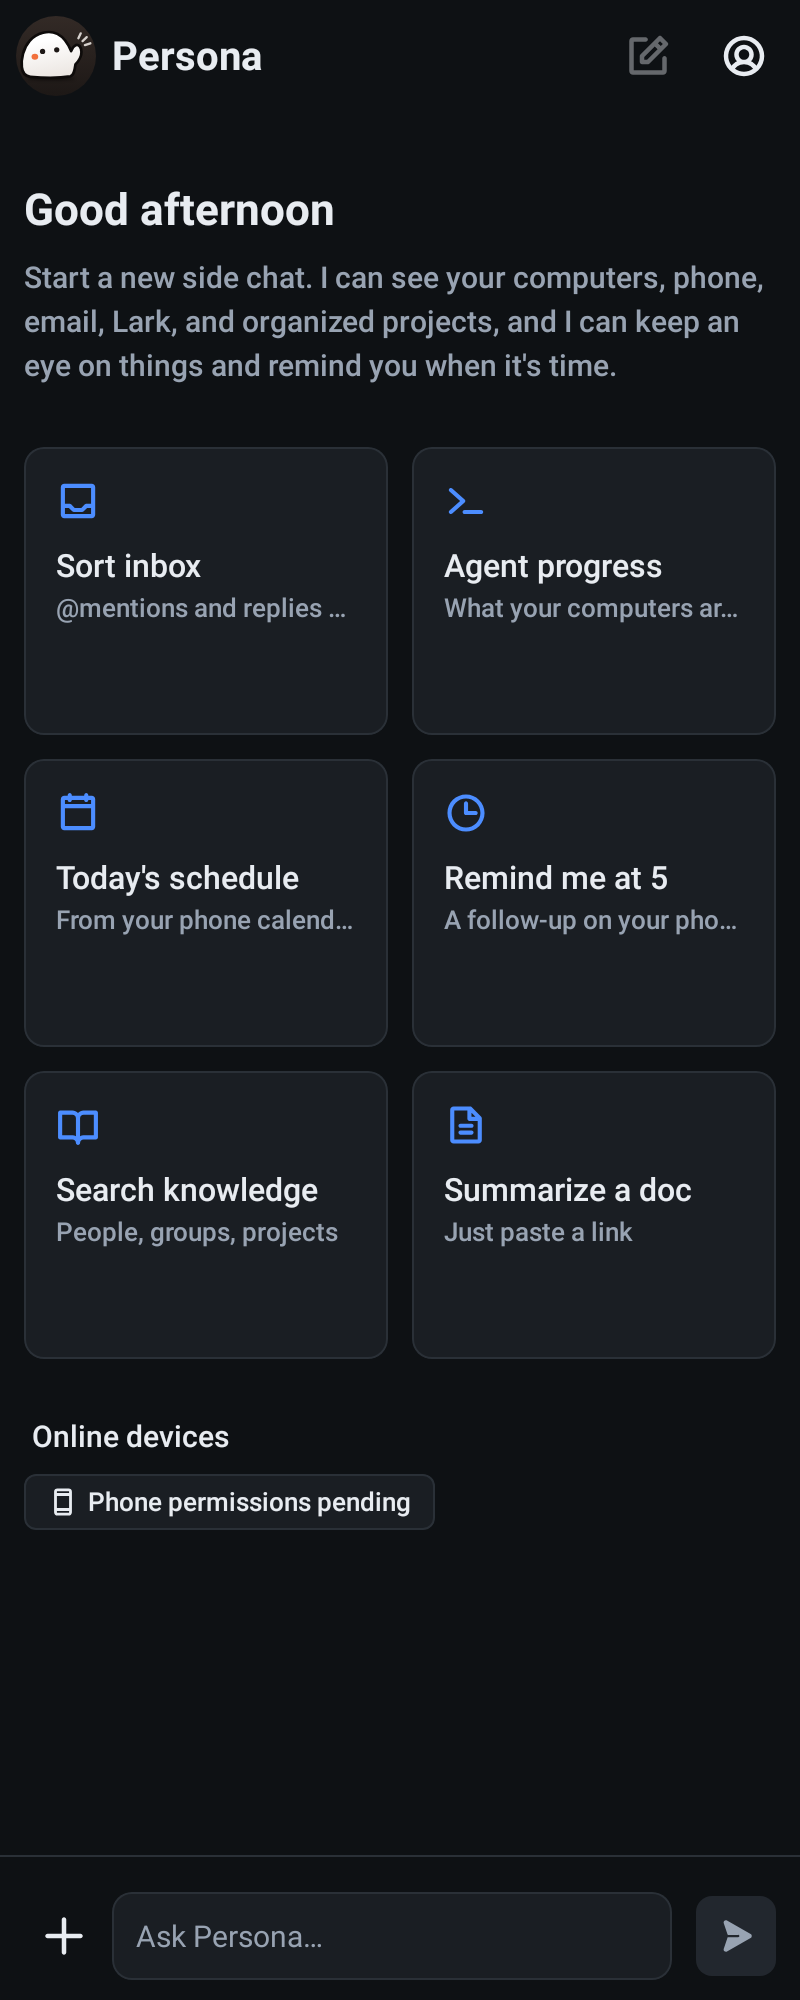 Persona
Good afternoon
Start a new side chat. I can see your computers, phone,
email, Lark, and organized projects, and I can keep an
eye on things and remind you when it's time.
Sort inbox
@mentions and replies ...
Agent progress
What your computers ar...
Today's schedule
From your phone calend...
Remind me at 5
A follow-up on your pho...
Search knowledge
People, groups, projects
Summarize a doc
Just paste a link
Online devices
Phone permissions pending
Ask Persona...